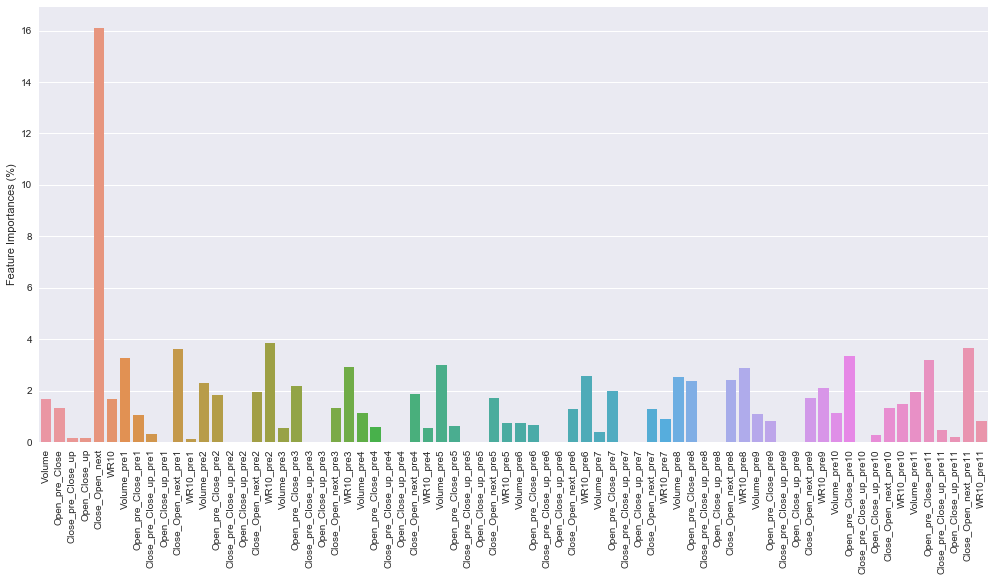 Feature Importances (%)
16
14
12
10
8
6
4
2
0
Volume
Open_pre_Close
Close_pre_Close_up
Open_Close_up
Close_Open_next
WR10
Volume_pre1
Open_pre_Close_pre1
Close_pre_Close_up_pre1
Open_Close_up_pre1
Close_Open_next_pre1
WR10_pre1
Volume_pre2
Open_pre_Close_pre2
Close_pre_Close_up_pre2
Open_Close_up_pre2
Close_Open_next_pre2
WR10_pre2
Volume_pre3
Open_pre_Close_pre3
Close_pre_Close_up_pre3
Open_Close_up_pre3
Close_Open_next_pre3
WR10_pre3
Volume_pre4
Open_pre_Close_pre4
Close_pre_Close_up_pre4
Open_Close_up_pre4
Close_Open_next_pre4
WR10_pre4
Volume_pre5
Open_pre_Close_pre5
Close_pre_Close_up_pre5
Open_Close_up_pre5
Close_Open_next_pre5
WR10_pre5
Volume_pre6
Open_pre_Close_pre6
Close_pre_Close_up_pre6
Open_Close_up_pre6
Close_Open_next_pre6
WR10_pre6
Volume_pre7
Open_pre_Close_pre7
Close_pre_Close_up_pre7
Open_Close_up_pre7
Close_Open_next_pre7
WR10_pre7
Volume_pre8
Open_pre_Close_pre8
Close_pre_Close_up_pre8
Open_Close_up_pre8
Close_Open_next_pre8
WR10_pre8
Volume_pre9
Open_pre_Close_pre9
Close_pre_Close_up_pre9
Open_Close_up_pre9
Close_Open_next_pre9
WR10_pre9
Volume_pre10
Open_pre_Close_pre10
Close_pre_Close_up_pre10
Open_Close_up_pre10
Close_Open_next_pre10
WR10_pre10
Volume_pre11
Open_pre_Close_pre11
Close_pre_Close_up_pre11
Open_Close_up_pre11
Close_Open_next_pre11
WR10_pre11